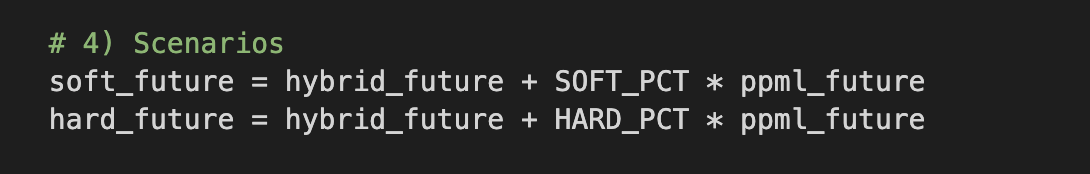 # 4) Scenarios
soft_future = hybrid_future + SOFT_PCT * ppml_future
hard_future = hybrid_future + HARD_PCT * ppml_future